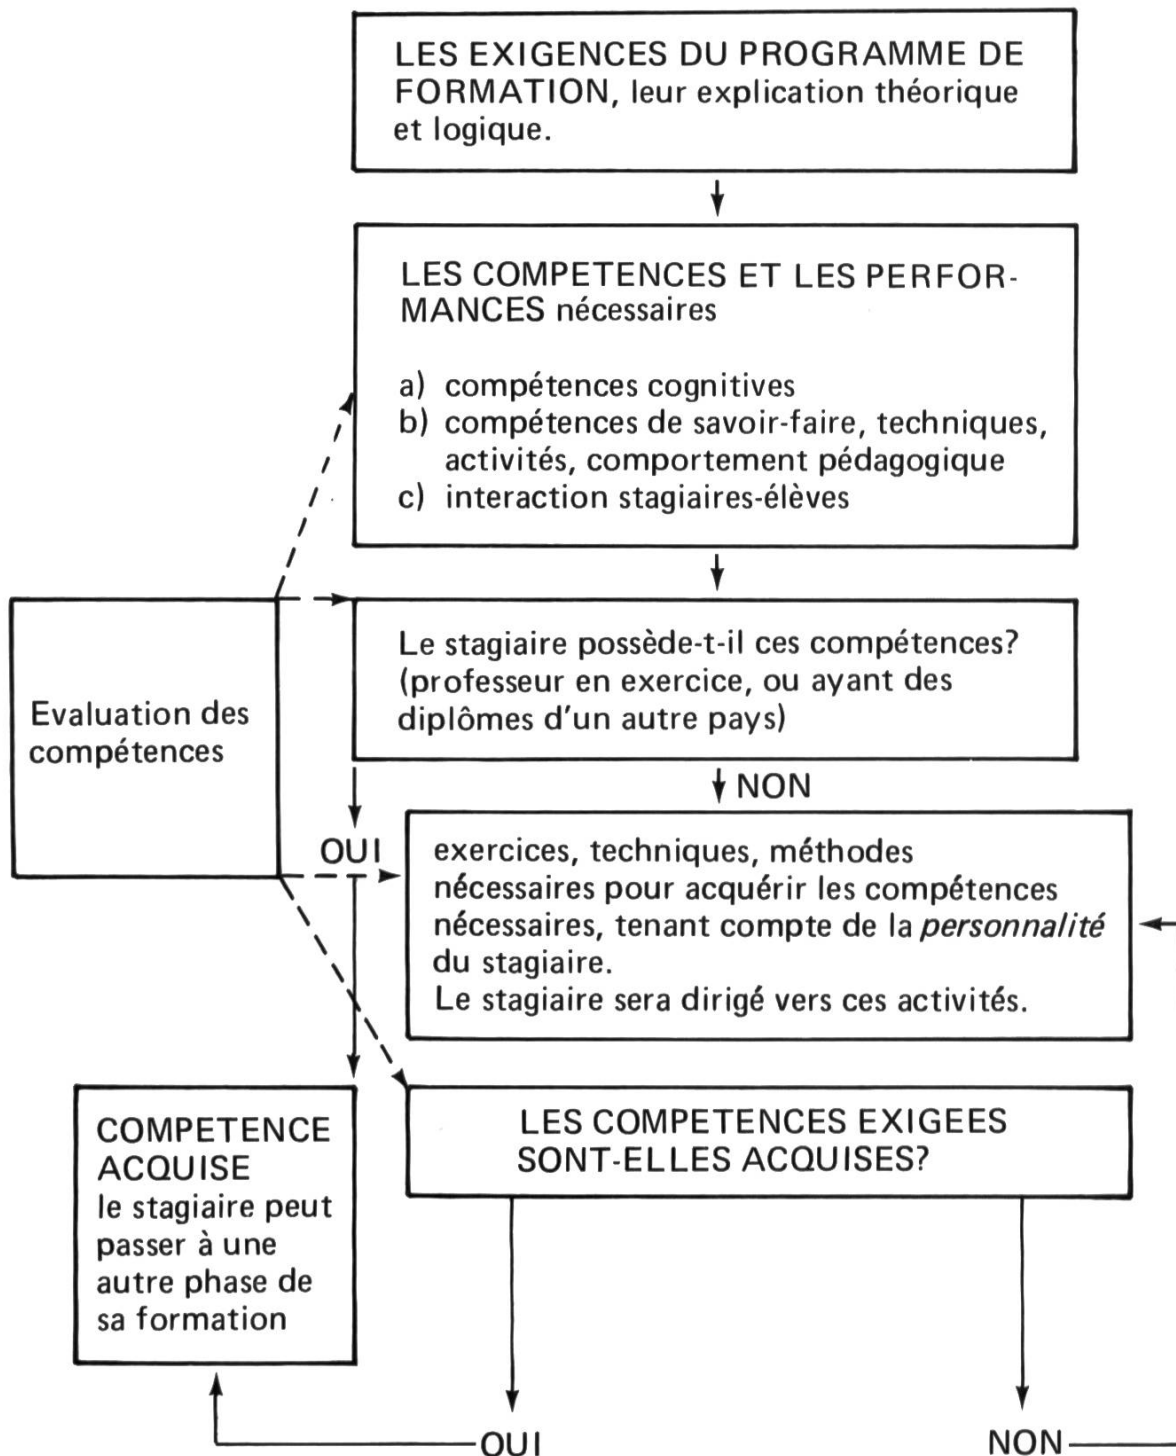 LES EXIGENCES DU PROGRAMME DE
FORMATION, leur explication théorique
et logique.
LES COMPETENCES ET LES PERFOR-
MANCES nécessaires
a) compétences cognitives
b) compétences de savoir-faire, techniques,
activités, comportement pédagogique
c) interaction stagiaires-élèves
Evaluation des
compétences
Le stagiaire possède-t-il ces compétences?
(professeur en exercice, ou ayant des
diplômes d'un autre pays)
NON
OUI
exercices, techniques, méthodes
nécessaires pour acquérir les compétences
nécessaires, tenant compte de la personnalité
du stagiaire.
Le stagiaire sera dirigé vers ces activités.
COMPETENCE
ACQUISE
le stagiaire peut
passer à une
autre phase de
sa formation
LES COMPETENCES EXIGEES
SONT-ELLES ACQUISES?
OUI
NON